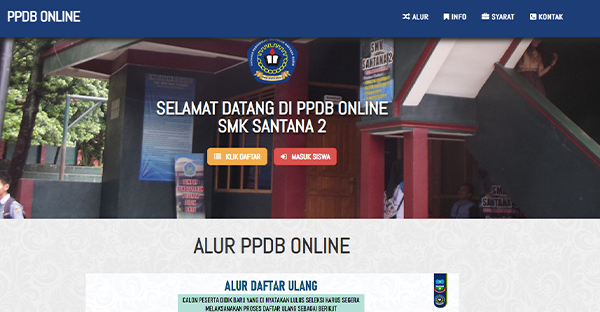 PPDB ONLINE
ALUR
INFO
SYARAT
KONTAK
SMK
SANTANA 2
SELAMAT DATANG DI PPDB ONLINE
SMK SANTANA 2
KLIK DAFTAR
MASUK SISWA
SMK
SANTANA
ALUR PPDB ONLINE
ALUR DAFTAR ULANG
CALON PESERTA DIDIK BARU YANG DI NYATAKAN LULUS SELEKSI HARUS SEGERA
MELAKSANAKAN PROSES DAFTAR ULANG SEBAGAI BERIKUT